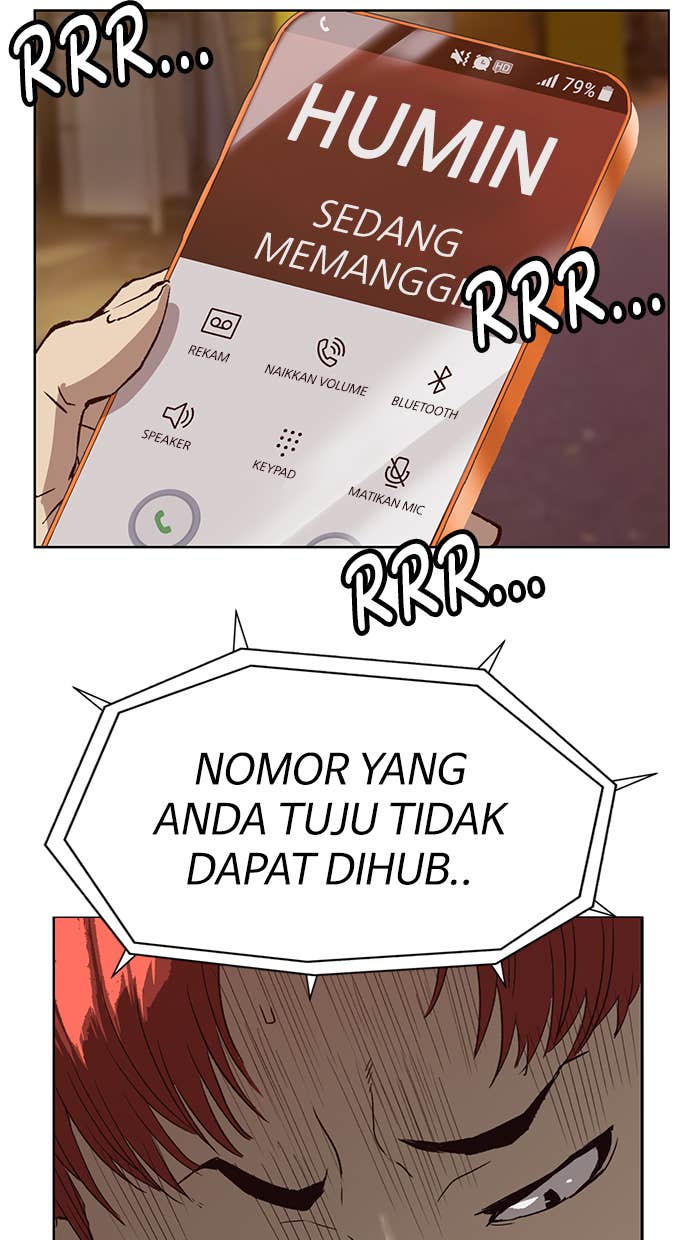 RRR...
HD 79%
HUMIN
SEDANG
RRR...
REKAM
NAIKKAN VOLUME
BLUETOOTH
SPEAKER
KEYPAD
MATIKAN MIC
RRR...
NOMOR YANG
ANDA TUJU TIDAK
DAPAT DIHUB..